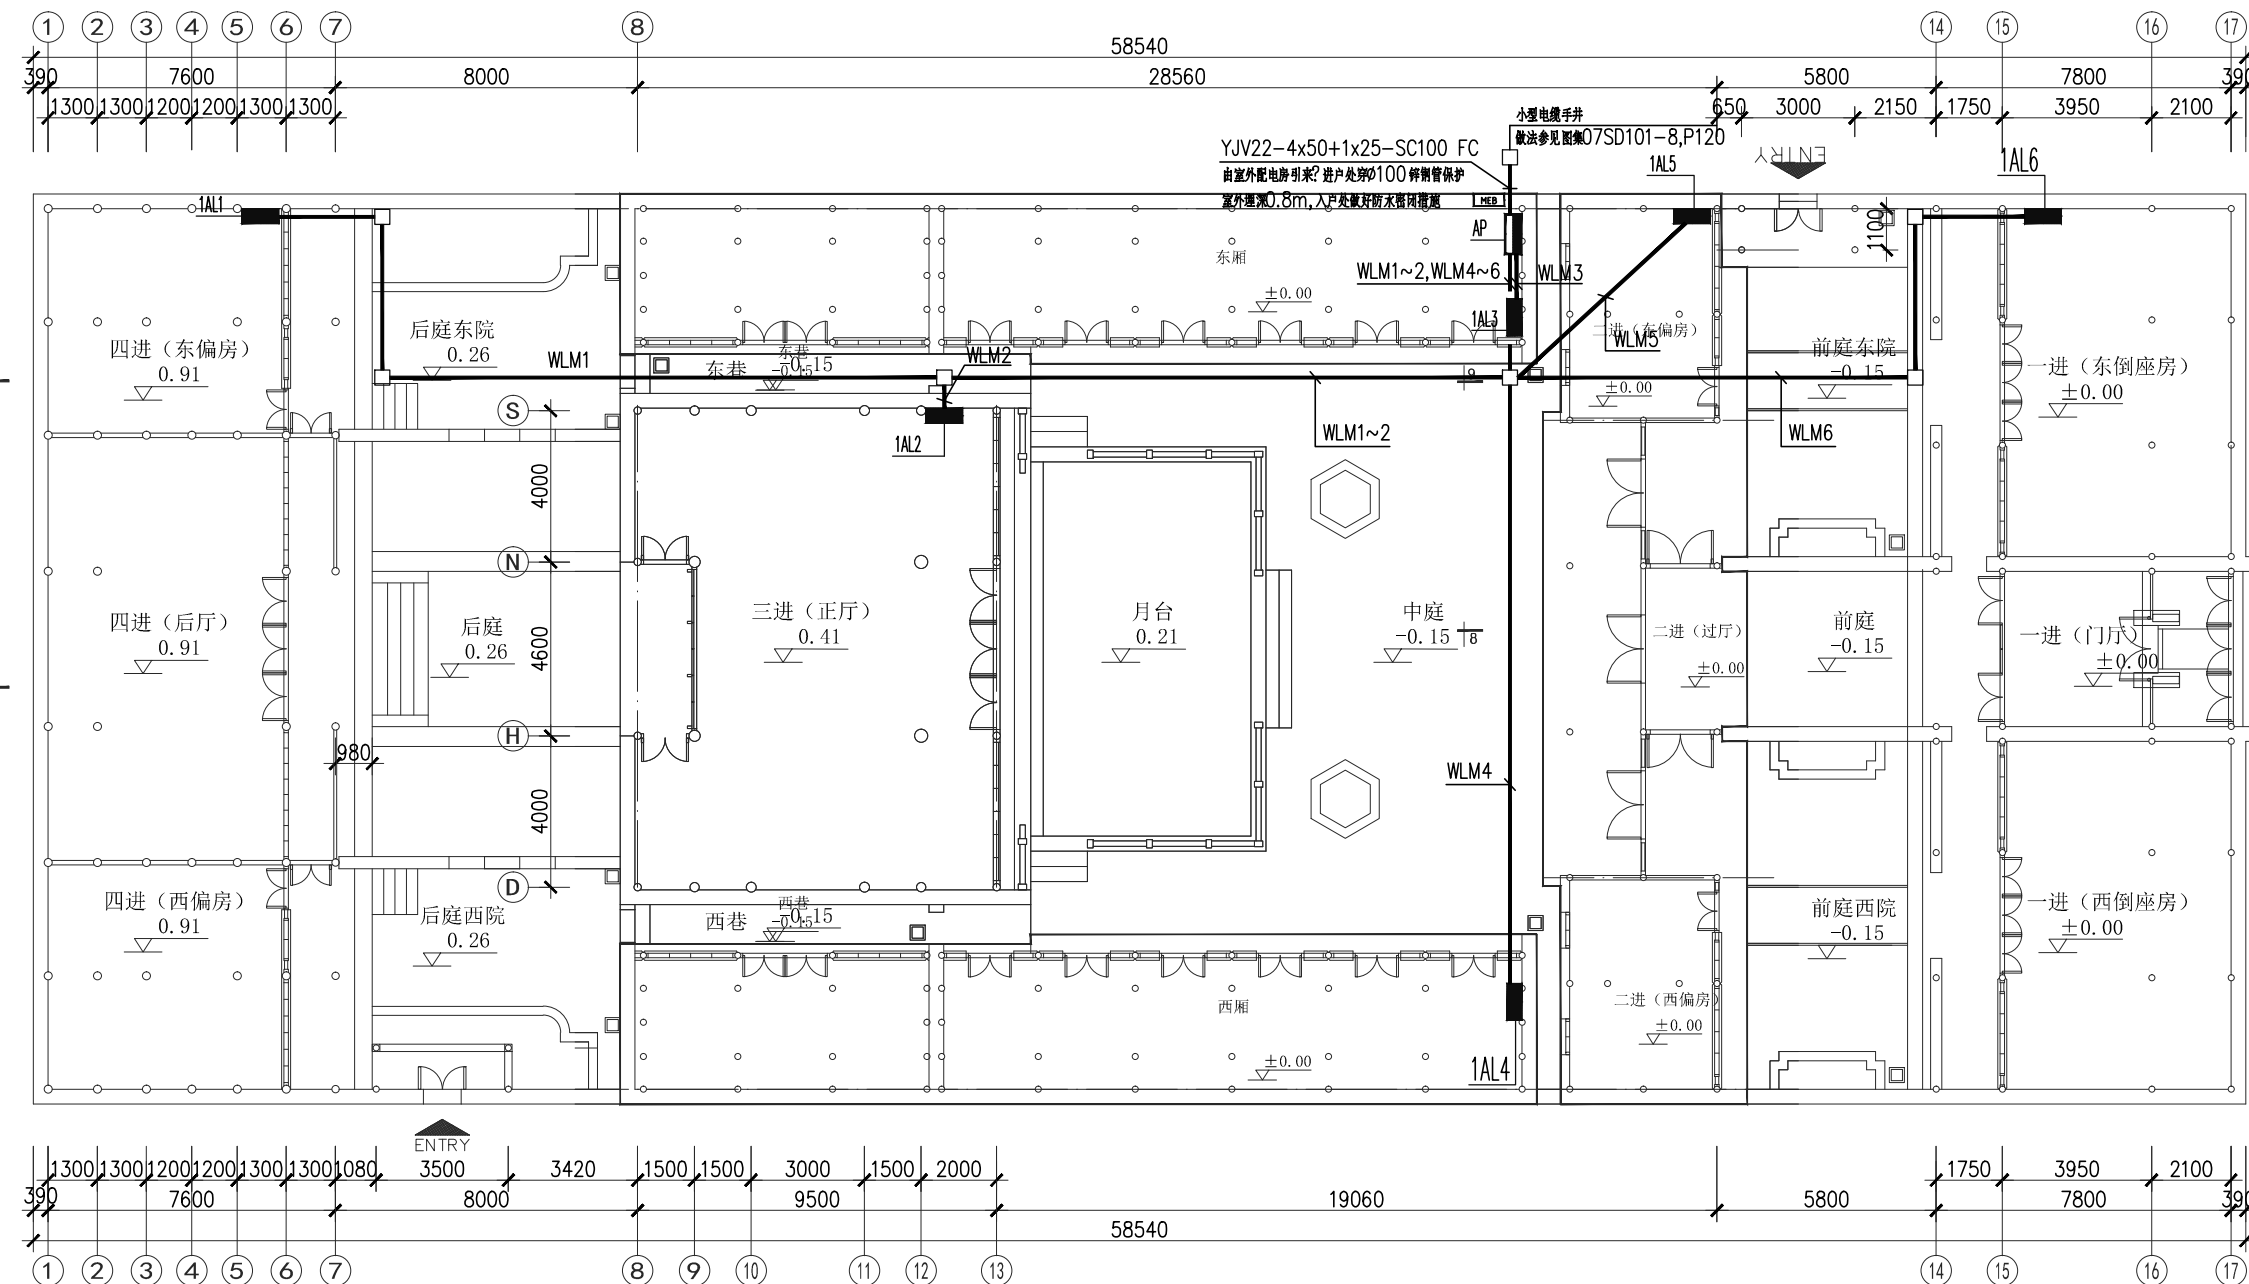 1 2 3 4 5 6 7 8 14 15 16 17
58540
390 7600 8000 28560 5800 7800 390
1300 1300 1200 1200 1300 1300 650 3000 2150 1750 3950 2100
小型电缆手井
做法参见图集07SD101-8,P120
YJV22-4x50+1x25-SC100 FC
由室外配电房引来?进户处穿Ø100锌钢管保护
室外埋深0.8m,入户处做好防水密闭措施
MEB
ENTRY
1AL1
1AL5
1AL6
1100
AP
东厢
±0.00
WLM1~2,WLM4~6
WLM3
1AL3
二进（东偏房）
WLM5
±0.00
四进（东偏房）
0.91
后庭东院
0.26
WLM1
东巷
-0.15
东巷
-0.15
WLM2
9
前庭东院
-0.15
一进（东倒座房）
±0.00
S
1AL2
WLM1~2
WLM6
4000
N
四进（后厅）
0.91
后庭
0.26
4600
三进（正厅）
0.41
月台
0.21
中庭
-0.15
8
二进（过厅）
±0.00
前庭
-0.15
一进（门厅）
±0.00
H
980
4000
WLM4
D
四进（西偏房）
0.91
后庭西院
0.26
西巷
-0.15
西巷
-0.15
前庭西院
-0.15
一进（西倒座房）
±0.00
西厢
±0.00
二进（西偏房）
±0.00
1AL4
ENTRY
1300 1300 1200 1200 1300 1300 1080 3500 3420 1500 1500 3000 1500 2000 1750 3950 2100
390 7600 8000 9500 19060 5800 7800 390
58540
1 2 3 4 5 6 7 8 9 10 11 12 13 14 15 16 17